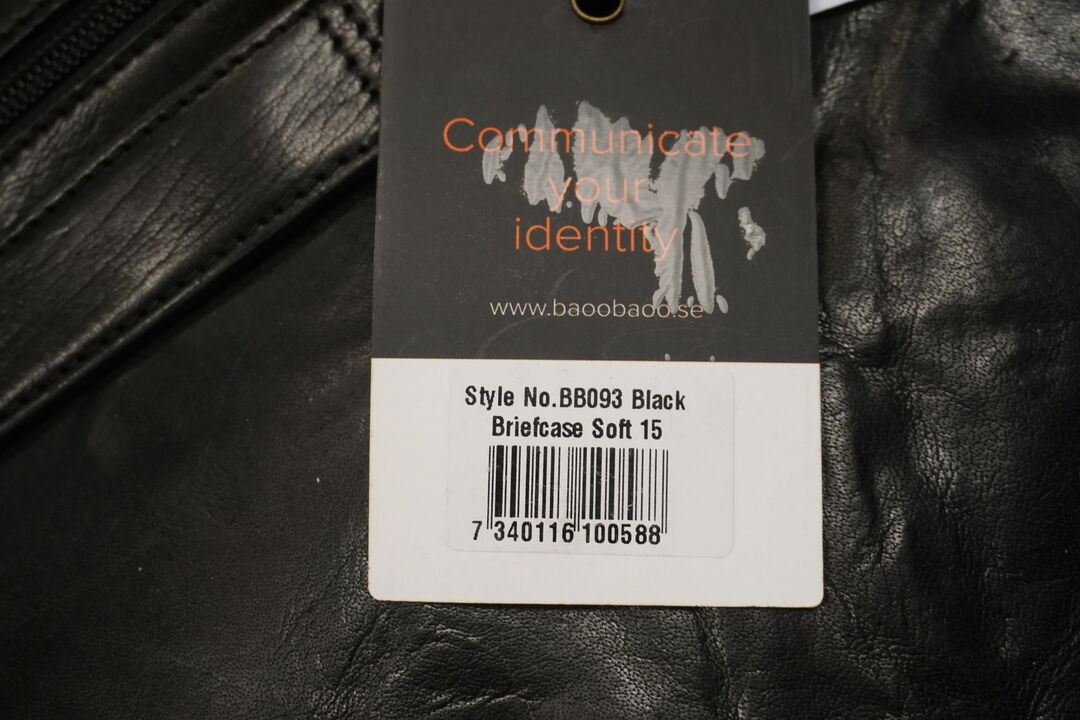 Communicate
your
identity
www.baoobaoo.se
Style No.BB093 Black
Briefcase Soft 15
7 340116 100588